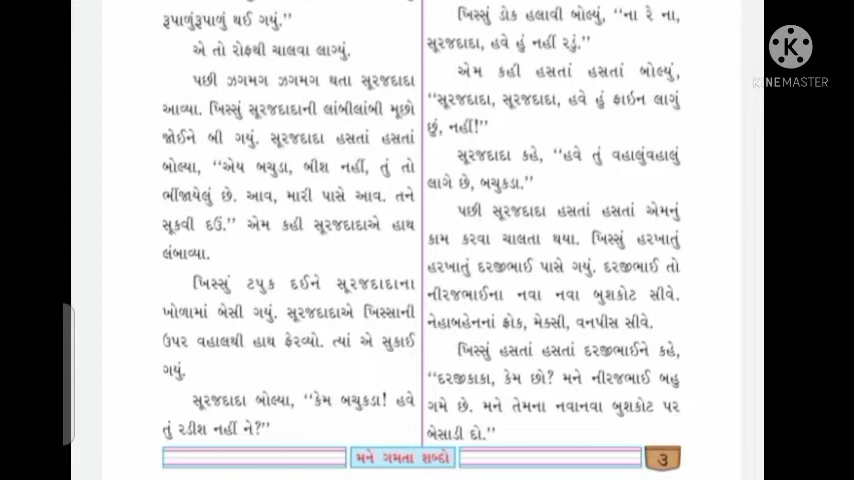 રૂપાળુંરૂપાળું થઈ ગયું.”
એ તો રોફથી ચાલવા લાગ્યું.
પછી ઝગમગ ઝગમગ થતા સૂરજદાદા
આવ્યા. ખિસ્સું સૂરજદાદાની લાંબીલાંબી મૂછો
જોઈને બી ગયું. સૂરજદાદા હસતાં હસતાં
બોલ્યા, “એય બચુડા, બીશ નહીં, તું તો
ભીંજાયેલું છે. આવ, મારી પાસે આવ. તને
સૂકવી દઉં.” એમ કહી સૂરજદાદાએ હાથ
લંબાવ્યા.
ખિસ્સું ટપુક દઈને સૂરજદાદાના
ખોળામાં બેસી ગયું. સૂરજદાદાએ ખિસ્સાની
ઉપર વહાલથી હાથ ફેરવ્યો. ત્યાં એ સુકાઈ
ગયું.
સૂરજદાદા બોલ્યા, “કેમ બચુકડા! હવે
તું રડીશ નહીં ને?”
ખિસ્સું ડોક હલાવી બોલ્યું, “ના રે ના,
સૂરજદાદા, હવે હું નહીં રડું.”
એમ કહી હસતાં હસતાં બોલ્યું,
“સૂરજદાદા, સૂરજદાદા, હવે હું ફાઇન લાગું
છું, નહીં!”
સૂરજદાદા કહે, “હવે તું વહાલુંવહાલું
લાગે છે, બચુકડા.”
પછી સૂરજદાદા હસતાં હસતાં એમનું
કામ કરવા ચાલતા થયા. ખિસ્સું હરખાતું
હરખાતું દરજીભાઈ પાસે ગયું. દરજીભાઈ તો
નીરજભાઈના નવા નવા બુશકોટ સીવે.
નેહાબહેનનાં ફ્રોક, મેક્સી, વનપીસ સીવે.
ખિસ્સું હસતાં હસતાં દરજીભાઈને કહે,
“દરજીકાકા, કેમ છો? મને નીરજભાઈ બહુ
ગમે છે. મને તેમના નવાનવા બુશકોટ પર
બેસાડી દો.”
મને ગમતા શબ્દો
૩
KINEMASTER